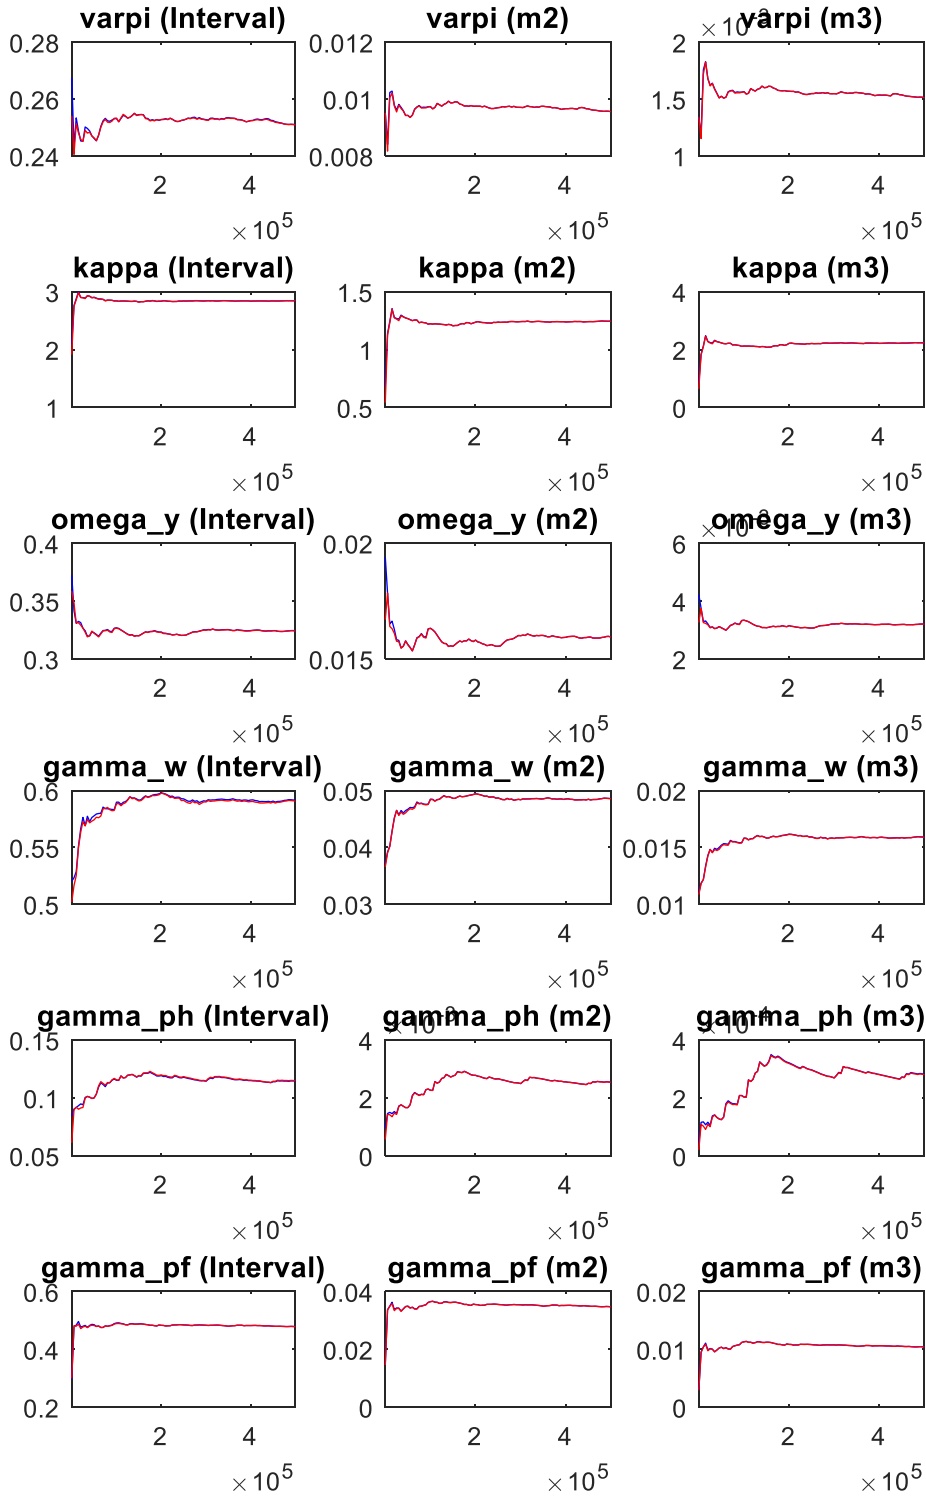 varpi (Interval) varpi (m2) varpi (m3)
0.28 0.012 2 ×10
0.26 0.01 1.5
0.24 0.008 1
2 4 2 4 2 4
×10^5 ×10^5 ×10^5
kappa (Interval) kappa (m2) kappa (m3)
3 1.5 4
2 1 2
1 0.5 0
2 4 2 4 2 4
×10^5 ×10^5 ×10^5
omega_y (Interval) omega_y (m2) omega_y (m3)
0.4 0.02 6 ×10
0.35 4
0.3 0.015 2
2 4 2 4 2 4
×10^5 ×10^5 ×10^5
gamma_w (Interval) gamma_w (m2) gamma_w (m3)
0.6 0.05 0.02
0.55 0.04 0.015
0.5 0.03 0.01
2 4 2 4 2 4
×10^5 ×10^5 ×10^5
gamma_ph (Interval) gamma_ph (m2) gamma_ph (m3)
0.15 4 ×10^-3 4 ×10^-4
0.1 2 2
0.05 0 0
2 4 2 4 2 4
×10^5 ×10^5 ×10^5
gamma_pf (Interval) gamma_pf (m2) gamma_pf (m3)
0.6 0.04 0.02
0.4 0.02 0.01
0.2 0 0
2 4 2 4 2 4
×10^5 ×10^5 ×10^5